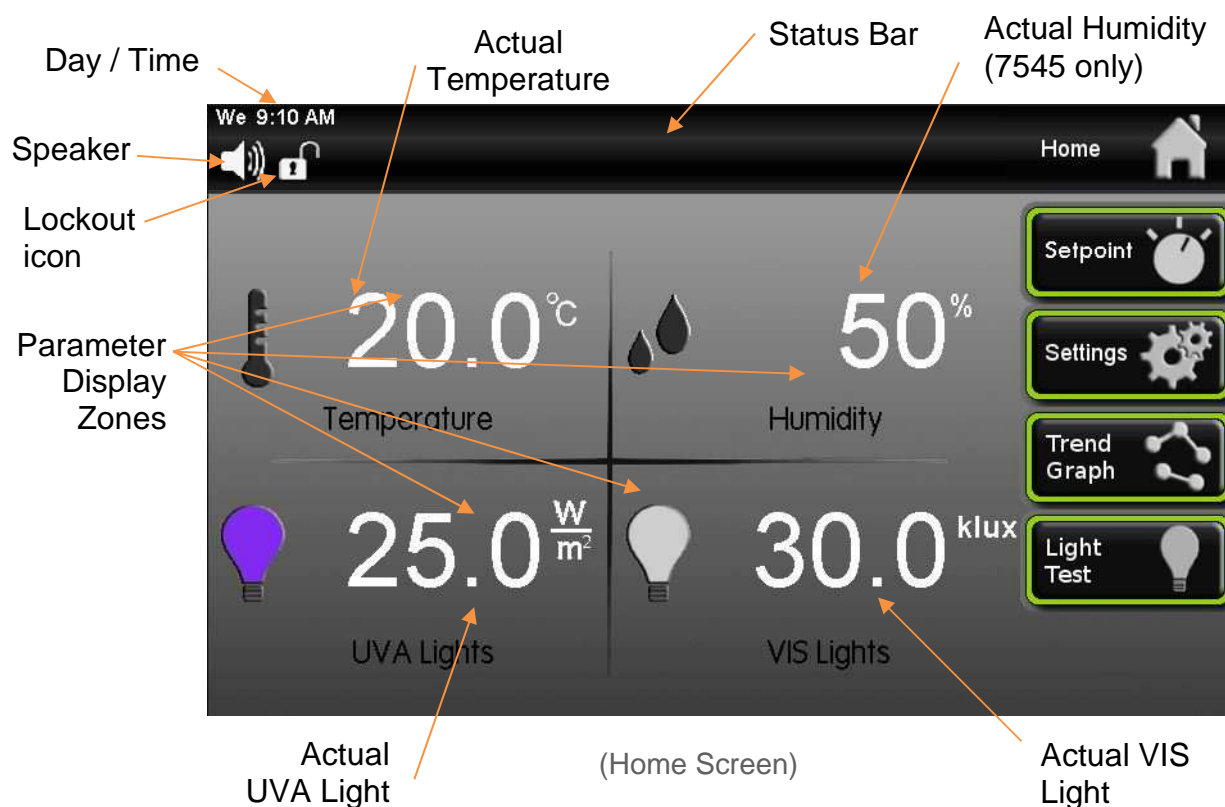 Day / Time
Actual
Temperature
Status Bar
Actual Humidity
(7545 only)
Speaker
Lockout
icon
Parameter
Display
Zones
We 9:10 AM
Home
20.0 °C
Temperature
50 %
Humidity
25.0 W/m²
UVA Lights
30.0 klux
VIS Lights
Setpoint
Settings
Trend
Graph
Light
Test
Actual
UVA Light
(Home Screen)
Actual VIS
Light